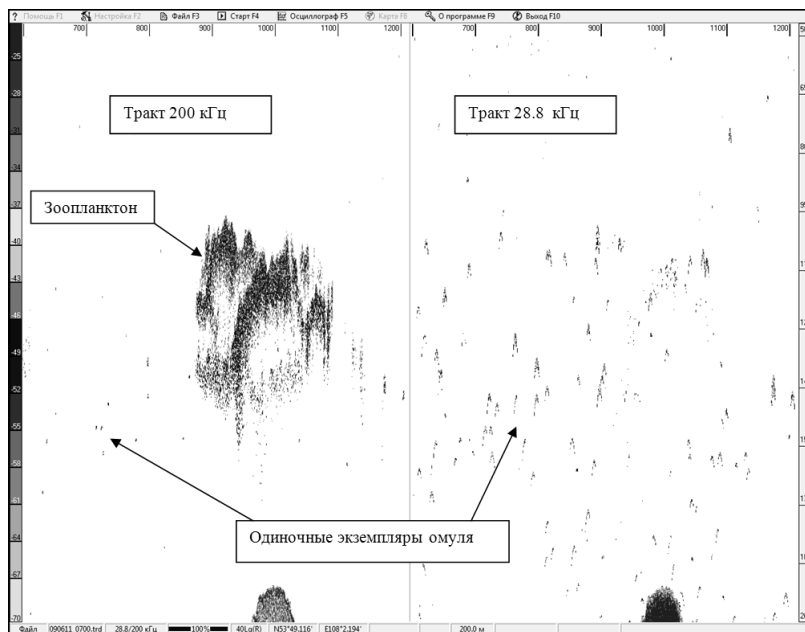 ? Помощь F1 Настройка F2 Файл F3 Старт F4 Осциллограф F5 Карта F8 О программе F9 Выход F10
700 800 900 1000 1100 1200 700 800 900 1000 1100 1200
-25
-28
-31
-34
-37
-40
-43
-46
-49
-52
-55
-58
-61
-64
-67
-70
Тракт 200 кГц
Тракт 28.8 кГц
Зоопланктон
Одиночные экземпляры омуля
Файл 090611_0700.trd 28.8/200 кГц 100% 40Lg(R) N53°49.116' E108°2.194' 200.0 м